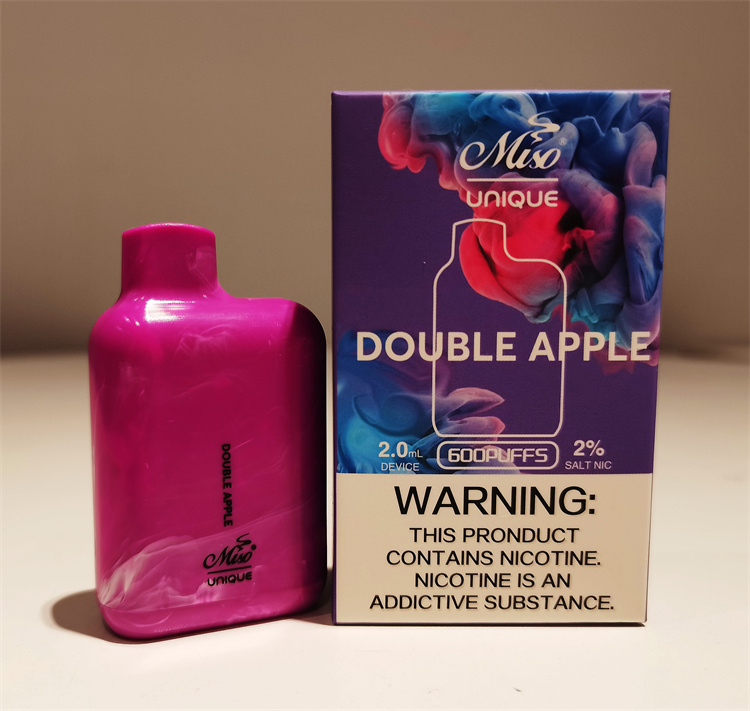 Miso®
UNIQUE
DOUBLE APPLE
2.0mL
DEVICE
600PUFFS
2%
SALT NIC
WARNING:
THIS PRONDUCT
CONTAINS NICOTINE.
NICOTINE IS AN
ADDICTIVE SUBSTANCE.
DOUBLE APPLE
Miso
UNIQUE